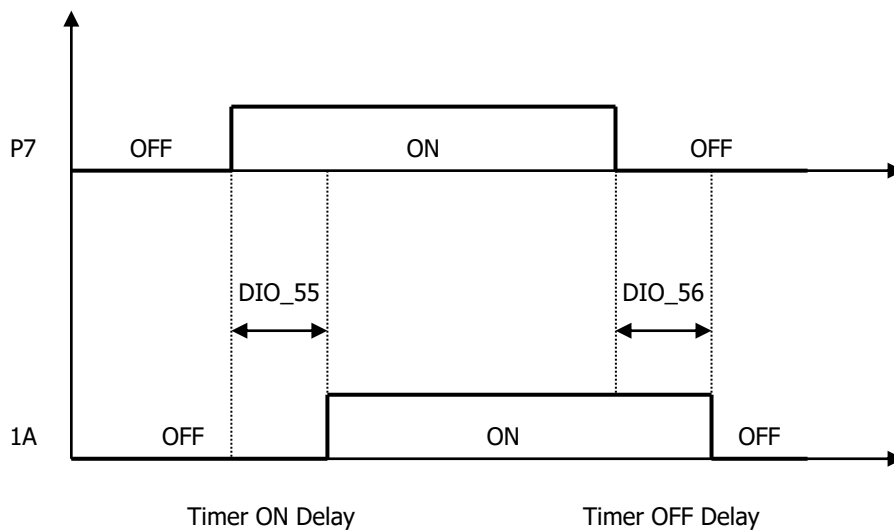 P7 OFF ON OFF
DIO_55 DIO_56
1A OFF ON OFF
Timer ON Delay Timer OFF Delay